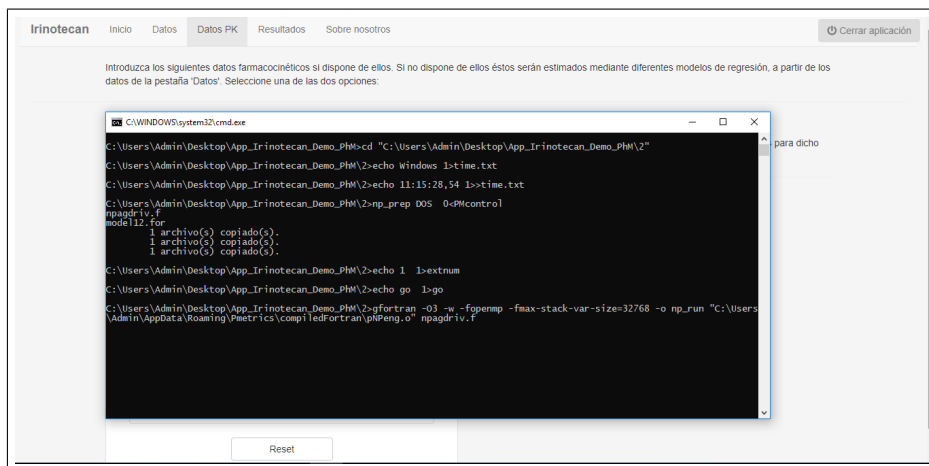 Irinotecan Inicio Datos Datos PK Resultados Sobre nosotros Cerrar aplicación
Introduzca los siguientes datos farmacocinéticos si dispone de ellos. Si no dispone de ellos éstos serán estimados mediante diferentes modelos de regresión, a partir de los
datos de la pestaña 'Datos'. Seleccione una de las dos opciones:
C:\WINDOWS\system32\cmd.exe
C:\Users\Admin\Desktop\App_Irinotecan_Demo_PhM>cd "C:\Users\Admin\Desktop\App_Irinotecan_Demo_PhM\2"
para dicho
C:\Users\Admin\Desktop\App_Irinotecan_Demo_PhM\2>echo Windows 1>time.txt
C:\Users\Admin\Desktop\App_Irinotecan_Demo_PhM\2>echo 11:15:28,54 1>>time.txt
C:\Users\Admin\Desktop\App_Irinotecan_Demo_PhM\2>np_prep DOS 0<PMcontrol
npagdriv.f
model12.for
1 archivo(s) copiado(s).
1 archivo(s) copiado(s).
1 archivo(s) copiado(s).
C:\Users\Admin\Desktop\App_Irinotecan_Demo_PhM\2>echo 1 1>extnum
C:\Users\Admin\Desktop\App_Irinotecan_Demo_PhM\2>echo go 1>go
C:\Users\Admin\Desktop\App_Irinotecan_Demo_PhM\2>gfortran -O3 -w -fopenmp -fmax-stack-var-size=32768 -o np_run "C:\Users
\Admin\AppData\Roaming\Pmetrics\compiledFortran\pNPeng.o" npagdriv.f
Reset